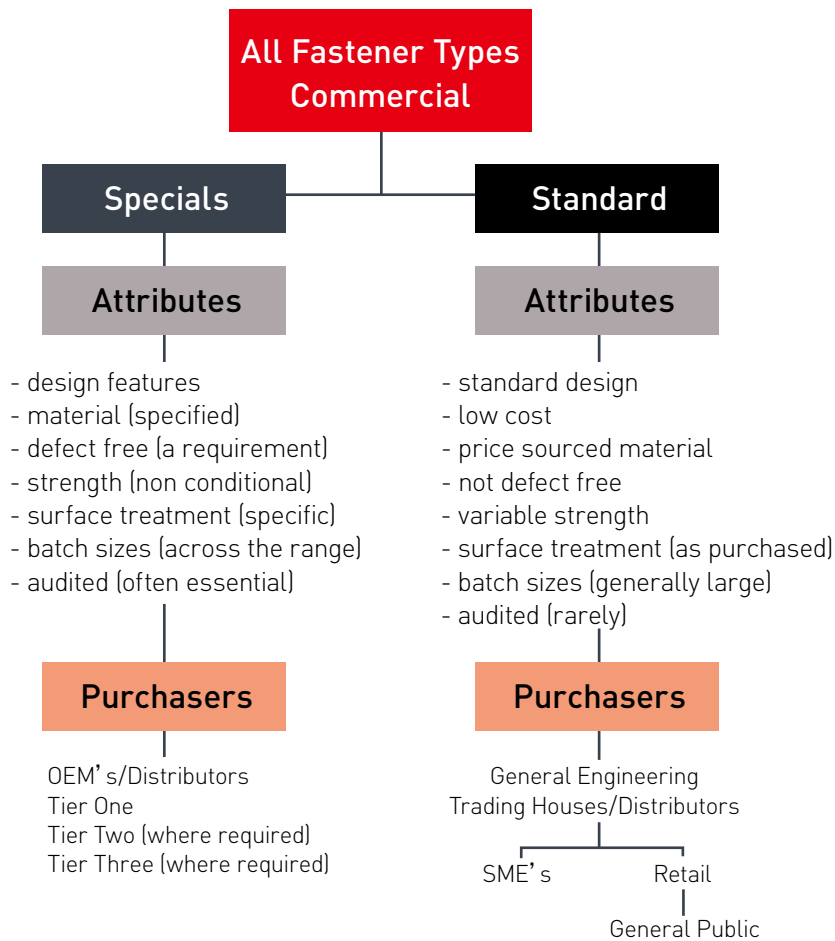 All Fastener Types
Commercial
Specials
Attributes
- design features
- material (specified)
- defect free (a requirement)
- strength (non conditional)
- surface treatment (specific)
- batch sizes (across the range)
- audited (often essential)
Purchasers
OEM's/Distributors
Tier One
Tier Two (where required)
Tier Three (where required)
Standard
Attributes
- standard design
- low cost
- price sourced material
- not defect free
- variable strength
- surface treatment (as purchased)
- batch sizes (generally large)
- audited (rarely)
Purchasers
General Engineering
Trading Houses/Distributors
SME's
Retail
General Public